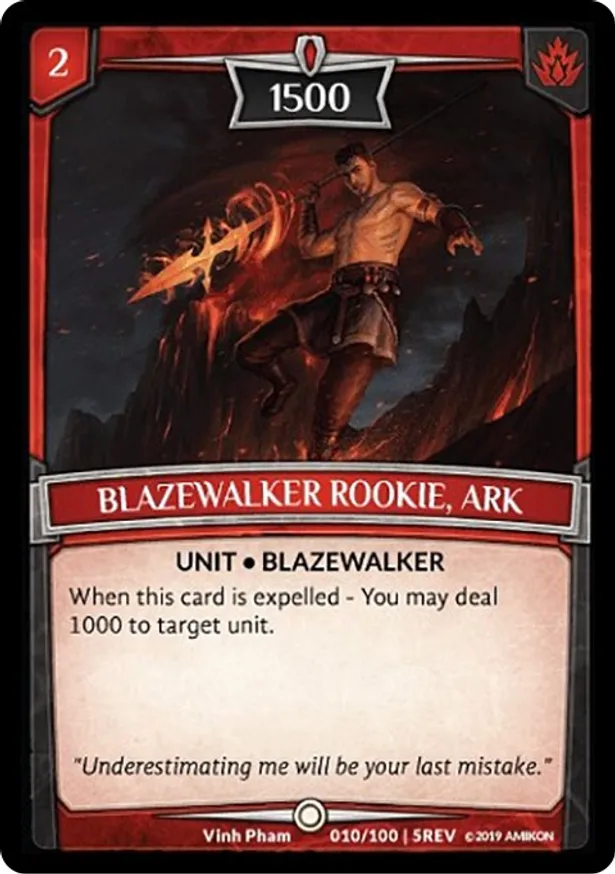 2
1500
BLAZEWALKER ROOKIE, ARK
UNIT • BLAZEWALKER
When this card is expelled - You may deal
1000 to target unit.
"Underestimating me will be your last mistake."
Vinh Pham 010/100 | 5REV ©2019 AMIKON